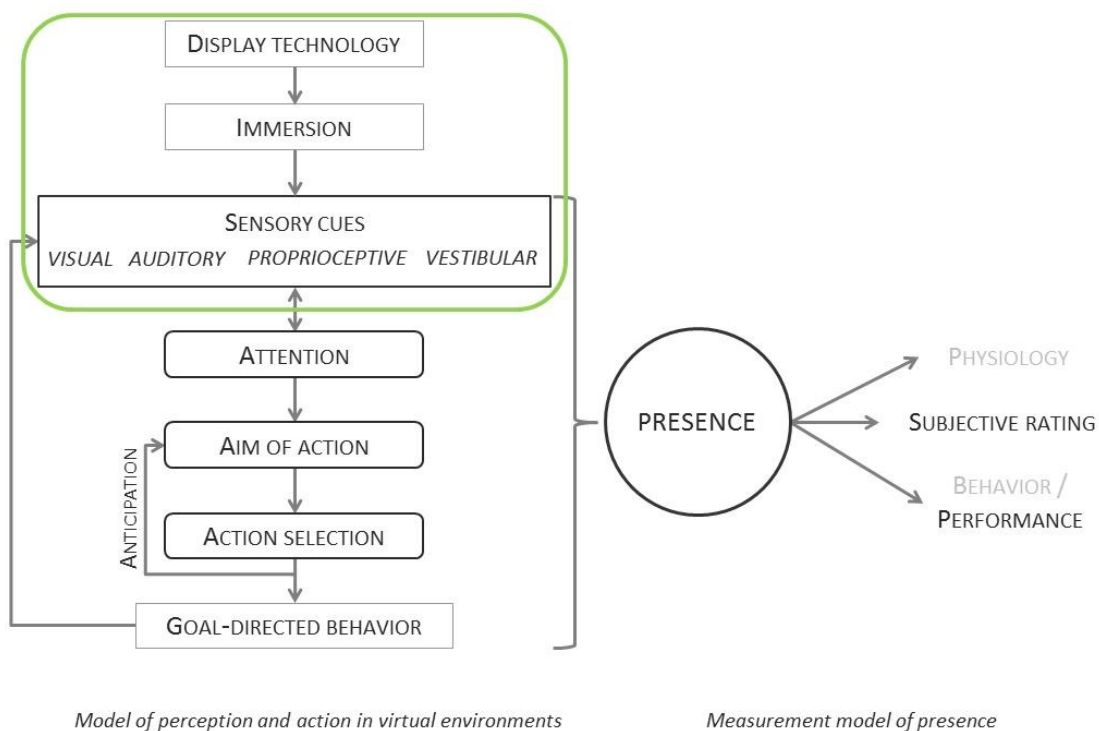 DISPLAY TECHNOLOGY
IMMERSION
SENSORY CUES
VISUAL AUDITORY PROPRIOCEPTIVE VESTIBULAR
ATTENTION
AIM OF ACTION
ANTICIPATION
ACTION SELECTION
GOAL-DIRECTED BEHAVIOR
PRESENCE
PHYSIOLOGY
SUBJECTIVE RATING
BEHAVIOR /
PERFORMANCE
Model of perception and action in virtual environments
Measurement model of presence